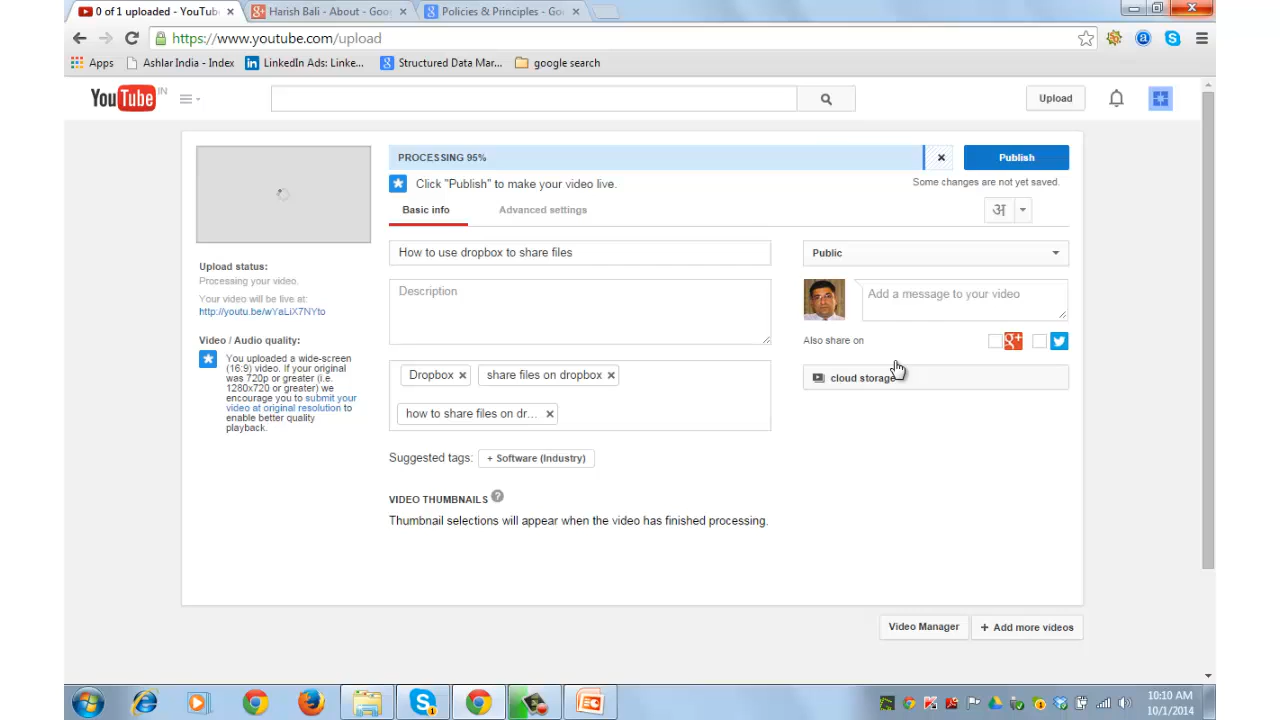 0 of 1 uploaded - YouTub
Harish Bali - About - Goo
Policies & Principles - Go
https://www.youtube.com/upload
Apps
Ashlar India - Index
LinkedIn Ads: Linke...
Structured Data Mar...
google search
YouTube IN
Upload
PROCESSING 95%
Publish
Click "Publish" to make your video live.
Some changes are not yet saved.
Basic info
Advanced settings
अ
How to use dropbox to share files
Public
Upload status:
Processing your video.
Your video will be live at:
http://youtu.be/wYaLiX7NYto
Description
Add a message to your video
Video / Audio quality:
You uploaded a wide-screen
(16:9) video. If your original
was 720p or greater (i.e.
1280x720 or greater) we
encourage you to submit your
video at original resolution to
enable better quality
playback.
Also share on
g+
Dropbox
share files on dropbox
cloud storage
how to share files on dr...
Suggested tags:
+ Software (Industry)
VIDEO THUMBNAILS ?
Thumbnail selections will appear when the video has finished processing.
Video Manager
+ Add more videos
10:10 AM
10/1/2014